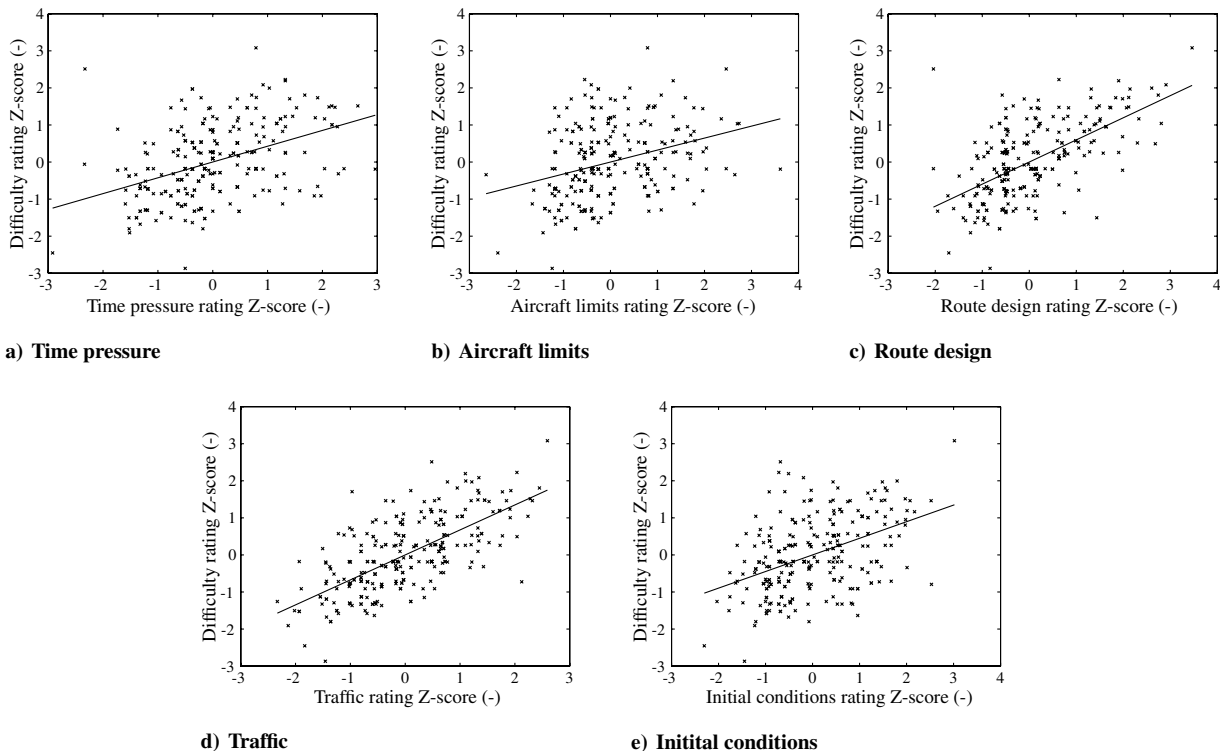 4
3
2
1
0
-1
-2
-3
-3 -2 -1 0 1 2 3
Difficulty rating Z-score (-)
Time pressure rating Z-score (-)
a) Time pressure
4
3
2
1
0
-1
-2
-3
-3 -2 -1 0 1 2 3 4
Difficulty rating Z-score (-)
Aircraft limits rating Z-score (-)
b) Aircraft limits
4
3
2
1
0
-1
-2
-3
-3 -2 -1 0 1 2 3 4
Difficulty rating Z-score (-)
Route design rating Z-score (-)
c) Route design
4
3
2
1
0
-1
-2
-3
-3 -2 -1 0 1 2 3
Difficulty rating Z-score (-)
Traffic rating Z-score (-)
d) Traffic
4
3
2
1
0
-1
-2
-3
-3 -2 -1 0 1 2 3 4
Difficulty rating Z-score (-)
Initial conditions rating Z-score (-)
e) Initital conditions